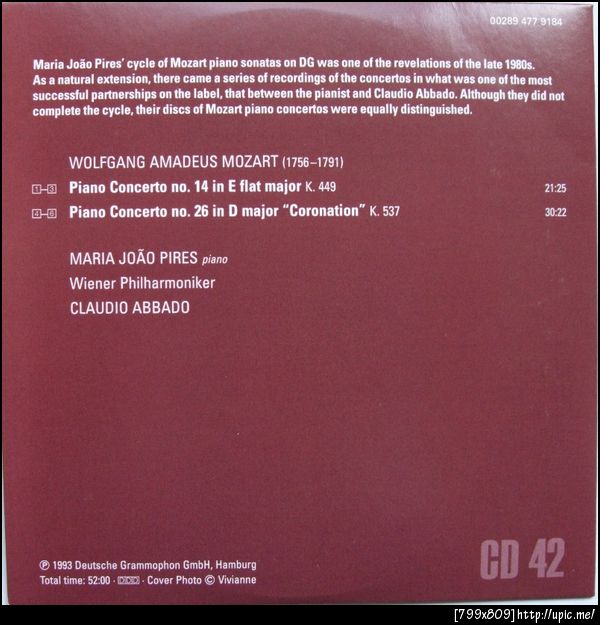 00289 477 9184
Maria João Pires' cycle of Mozart piano sonatas on DG was one of the revelations of the late 1980s.
As a natural extension, there came a series of recordings of the concertos in what was one of the most
successful partnerships on the label, that between the pianist and Claudio Abbado. Although they did not
complete the cycle, their discs of Mozart piano concertos were equally distinguished.
WOLFGANG AMADEUS MOZART (1756–1791)
1–3 Piano Concerto no. 14 in E flat major K. 449 21:25
4–6 Piano Concerto no. 26 in D major "Coronation" K. 537 30:22
MARIA JOÃO PIRES piano
Wiener Philharmoniker
CLAUDIO ABBADO
℗ 1993 Deutsche Grammophon GmbH, Hamburg
Total time: 52:00 · DDD · Cover Photo © Vivianne
CD 42
[799x809]http://upic.me/